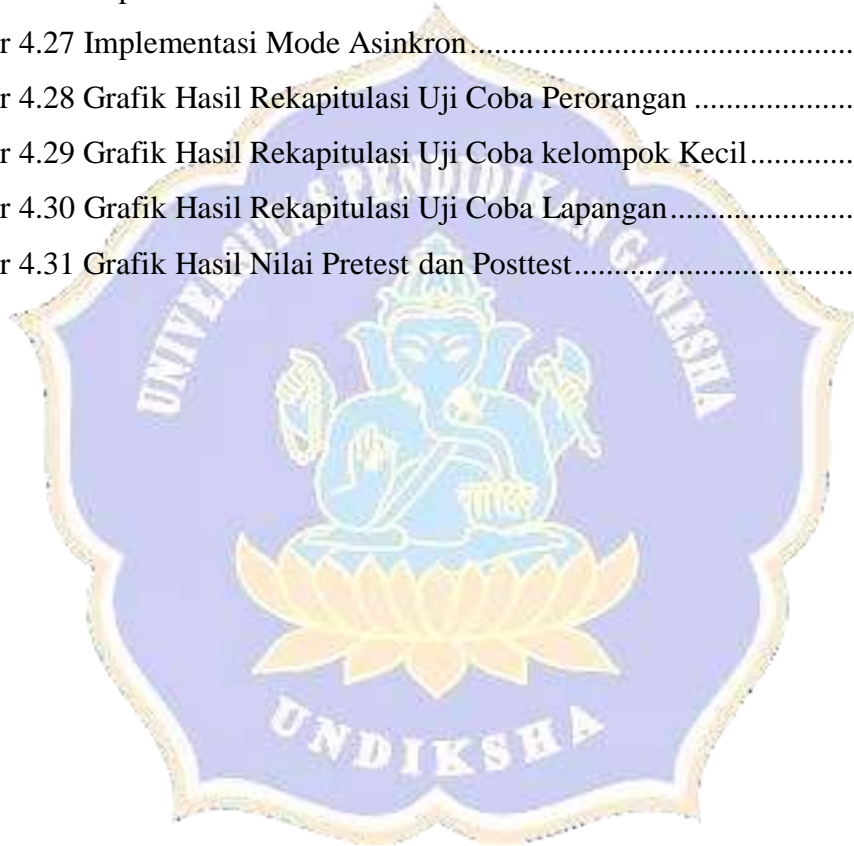 r 4.27 Implementasi Mode Asinkron........................................................
r 4.28 Grafik Hasil Rekapitulasi Uji Coba Perorangan ....................
r 4.29 Grafik Hasil Rekapitulasi Uji Coba kelompok Kecil.............
r 4.30 Grafik Hasil Rekapitulasi Uji Coba Lapangan.......................
r 4.31 Grafik Hasil Nilai Pretest dan Posttest...................................
UNIVERSITAS PENDIDIKAN GANESHA
UNDIKSHA